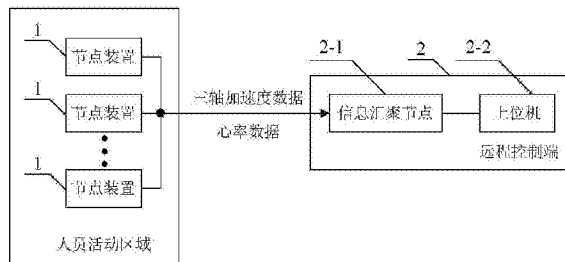 1
节点装置
1
节点装置
1
节点装置
人员活动区域
三轴加速度数据
心率数据
2-1
2
2-2
信息汇聚节点
上位机
远程控制端